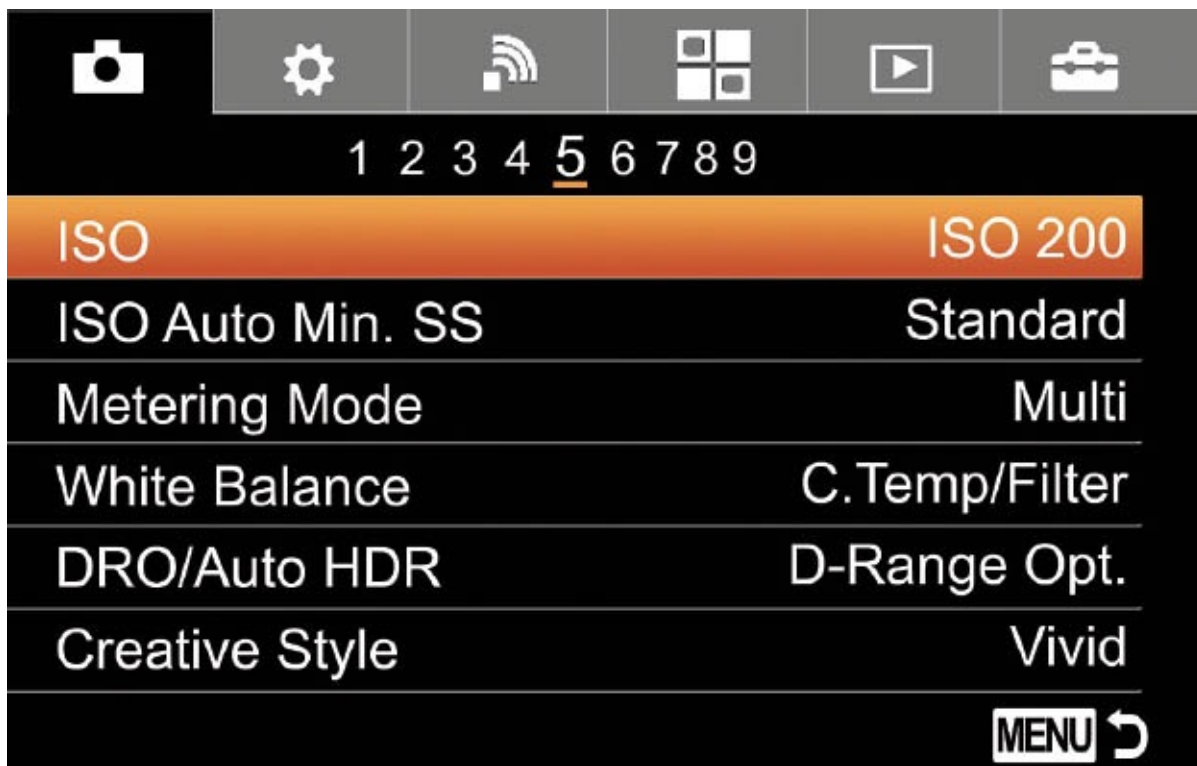 1 2 3 4 5 6 7 8 9
ISO ISO 200
ISO Auto Min. SS Standard
Metering Mode Multi
White Balance C.Temp/Filter
DRO/Auto HDR D-Range Opt.
Creative Style Vivid
MENU